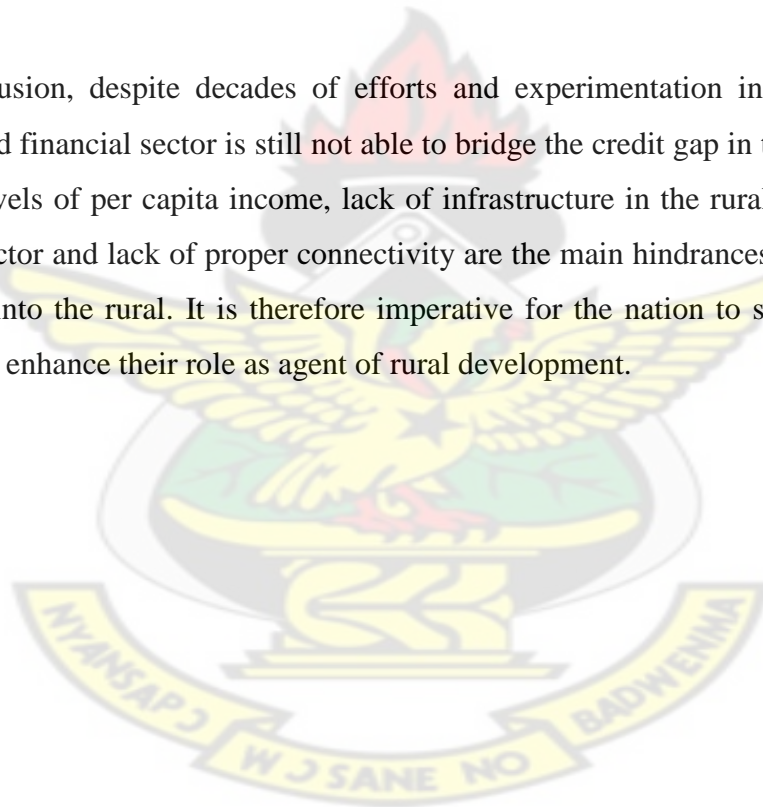 usion, despite decades of efforts and experimentation in
d financial sector is still not able to bridge the credit gap in
vels of per capita income, lack of infrastructure in the rural
ctor and lack of proper connectivity are the main hindrances
into the rural. It is therefore imperative for the nation to
enhance their role as agent of rural development.
NYANSAPƆ WƆSANE NO BADWENMA